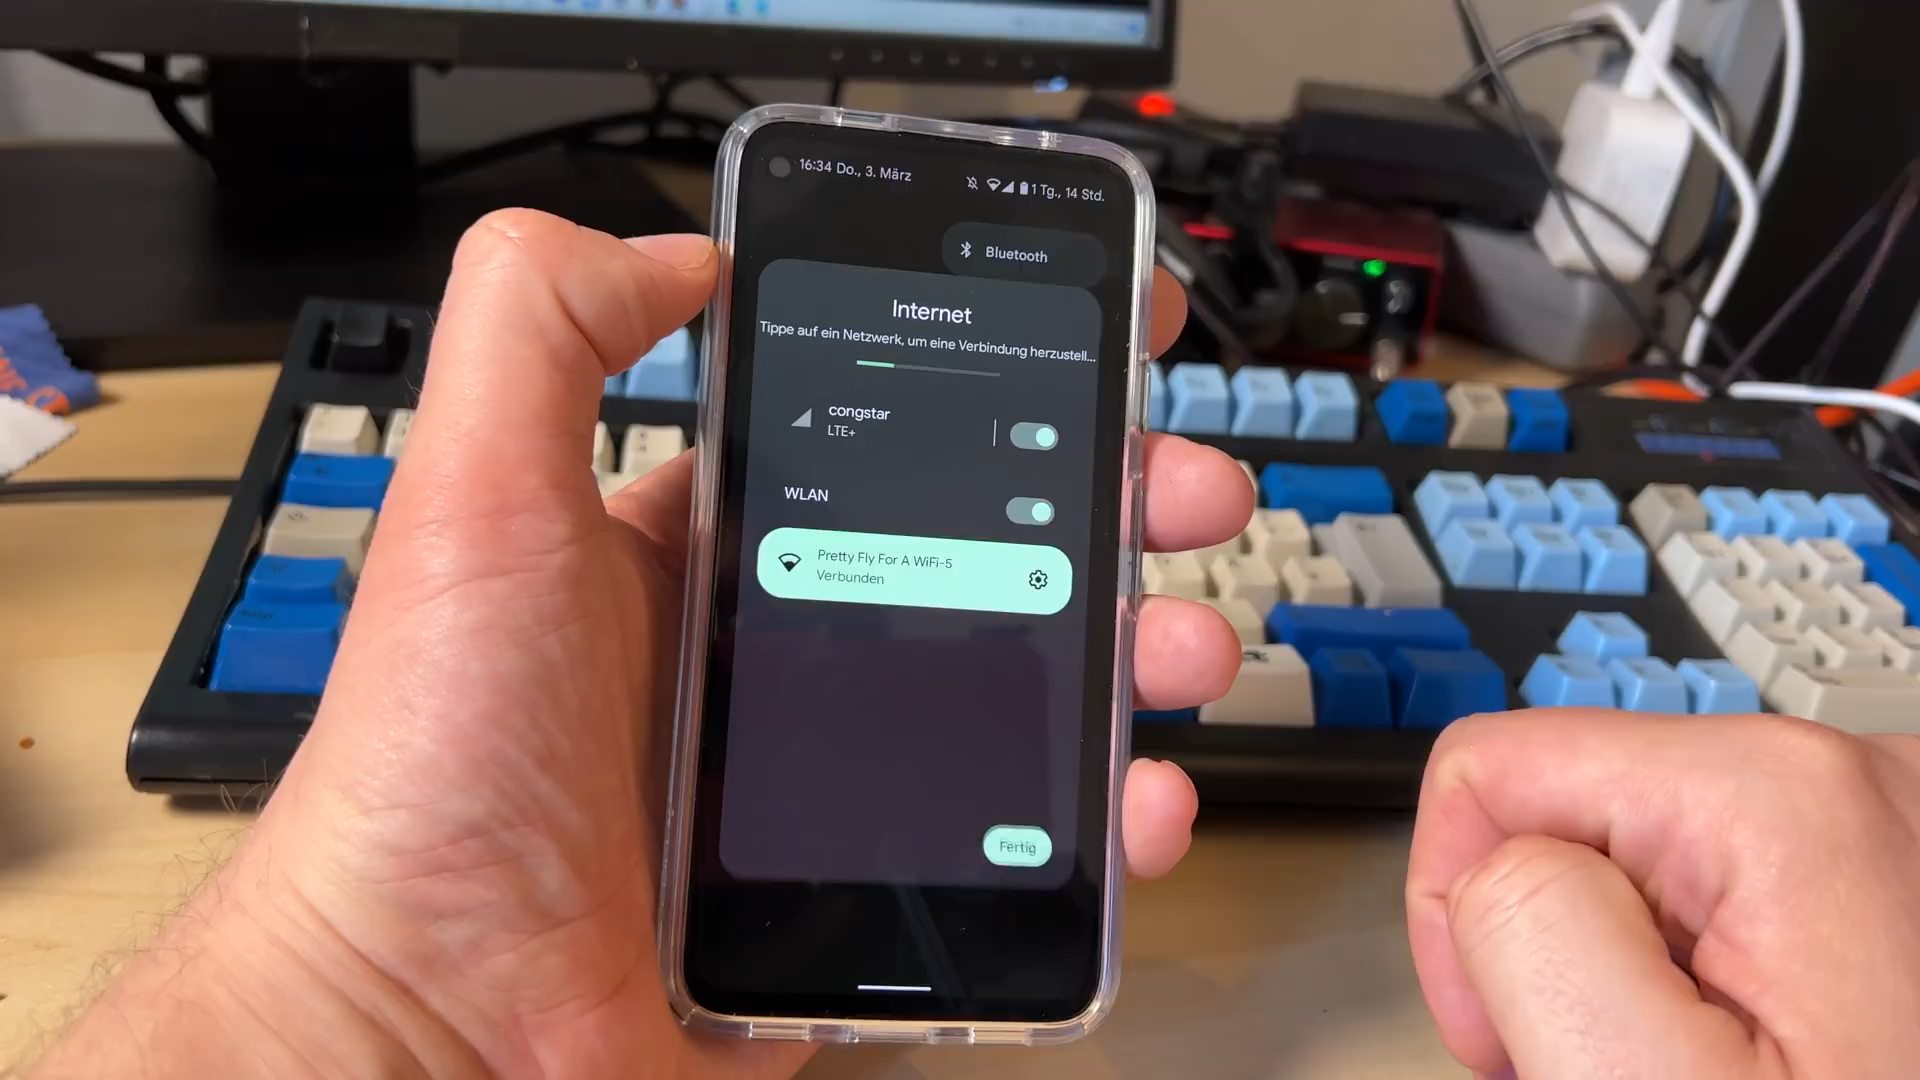 16:34 Do., 3. März
1 Tg., 14 Std.
Bluetooth
Internet
Tippe auf ein Netzwerk, um eine Verbindung herzustell...
congstar
LTE+
WLAN
Pretty Fly For A WiFi-5
Verbunden
Fertig